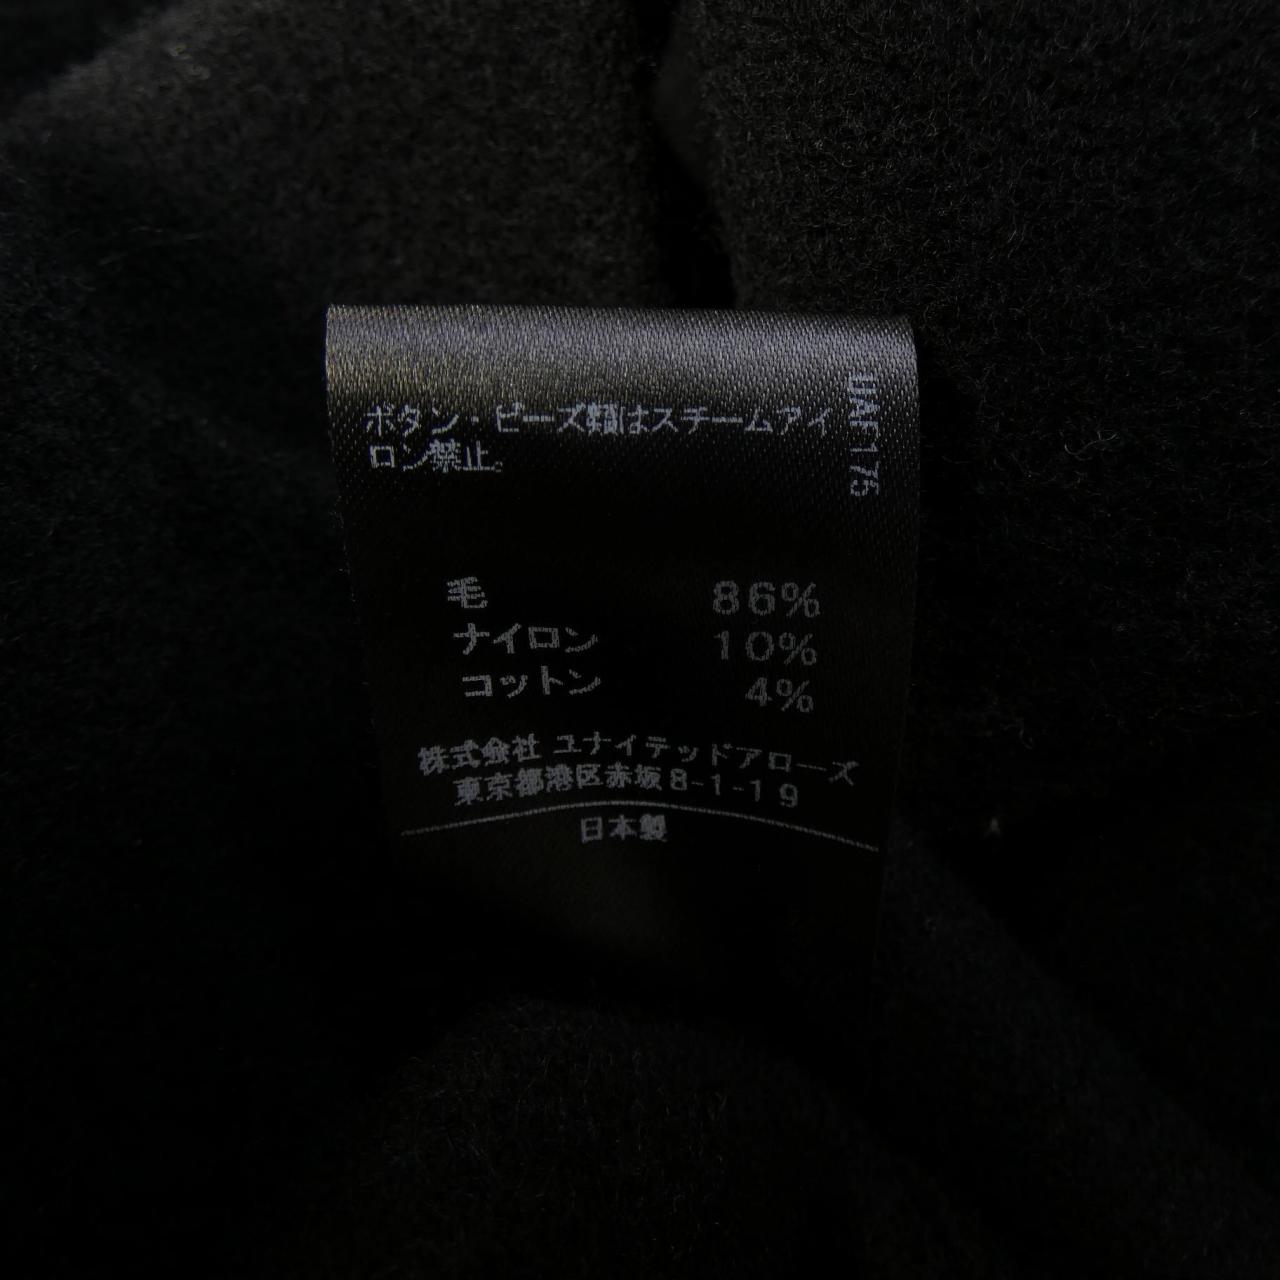 ボタン・ビーズ類はスチームアイ
ロン禁止。
UAF175
毛 86%
ナイロン 10%
コットン 4%
株式会社 ユナイテッドアローズ
東京都港区赤坂8-1-19
日本製